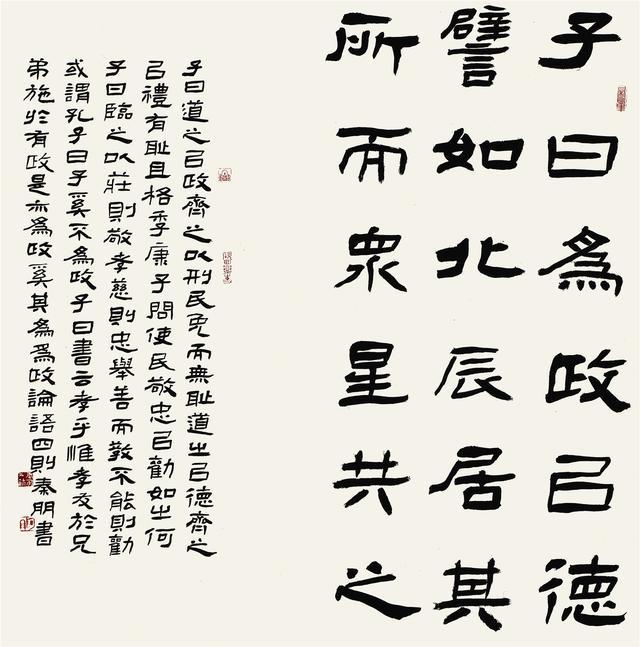 子曰為政㠯德
譬如北辰居其
所而衆星共之
子曰道之㠯政齊之以刑民免而無恥道之㠯德齊之
㠯禮有恥且格季康子問使民敬忠㠯勸如之何
子曰臨之以莊則敬孝慈則忠舉善而教不能則勸
或謂孔子曰子奚不為政子曰書云孝乎惟孝友於兄
弟施於有政是亦為政奚其為為政論語四則秦朋書